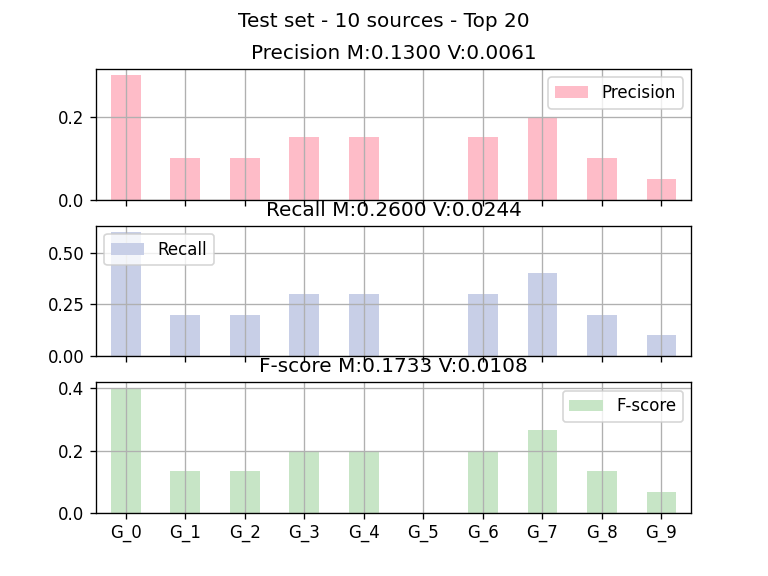 Test set - 10 sources - Top 20
Precision M:0.1300 V:0.0061
Precision
0.2
0.0
Recall M:0.2600 V:0.0244
Recall
0.50
0.25
0.00
F-score M:0.1733 V:0.0108
F-score
0.4
0.2
0.0
G_0 G_1 G_2 G_3 G_4 G_5 G_6 G_7 G_8 G_9